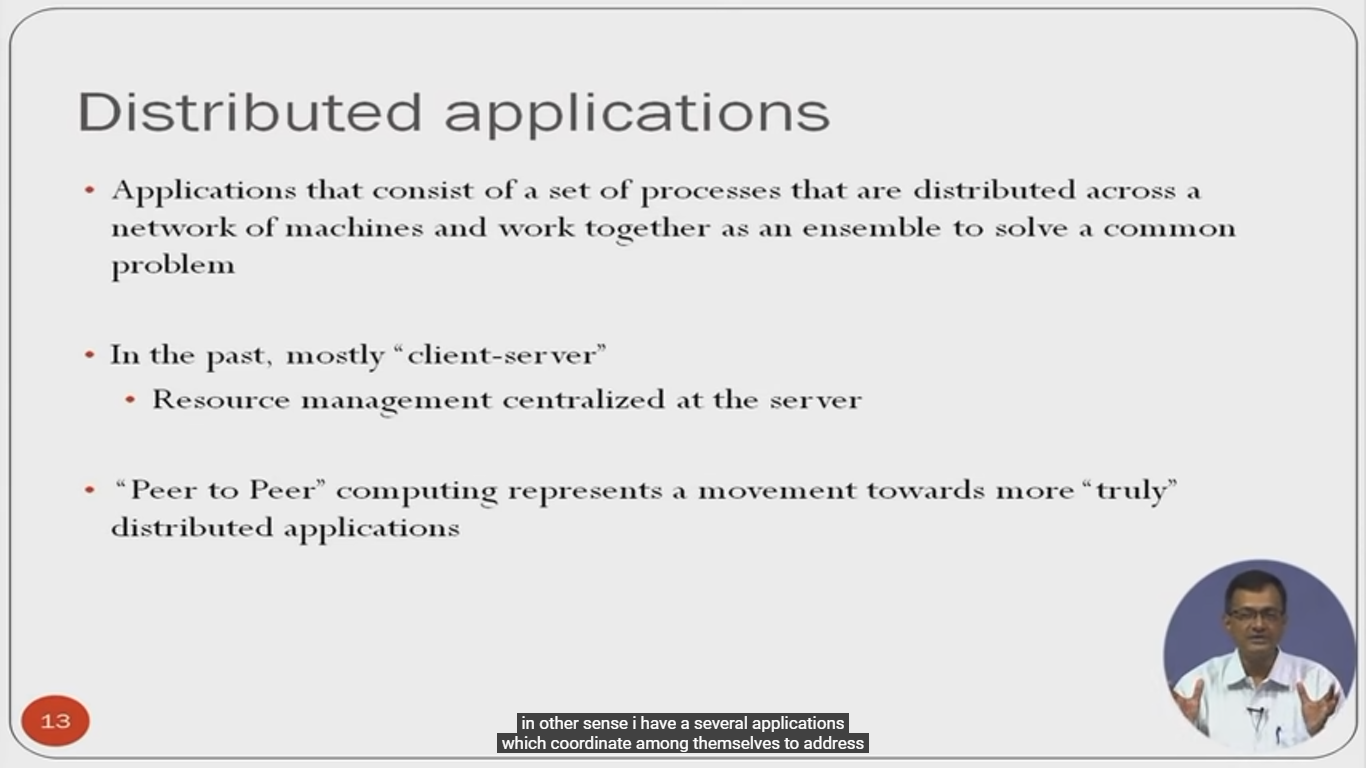 Distributed applications
• Applications that consist of a set of processes that are distributed across a
network of machines and work together as an ensemble to solve a common
problem
• In the past, mostly “client-server”
• Resource management centralized at the server
• “Peer to Peer” computing represents a movement towards more “truly”
distributed applications
13
in other sense i have a several applications
which coordinate among themselves to address